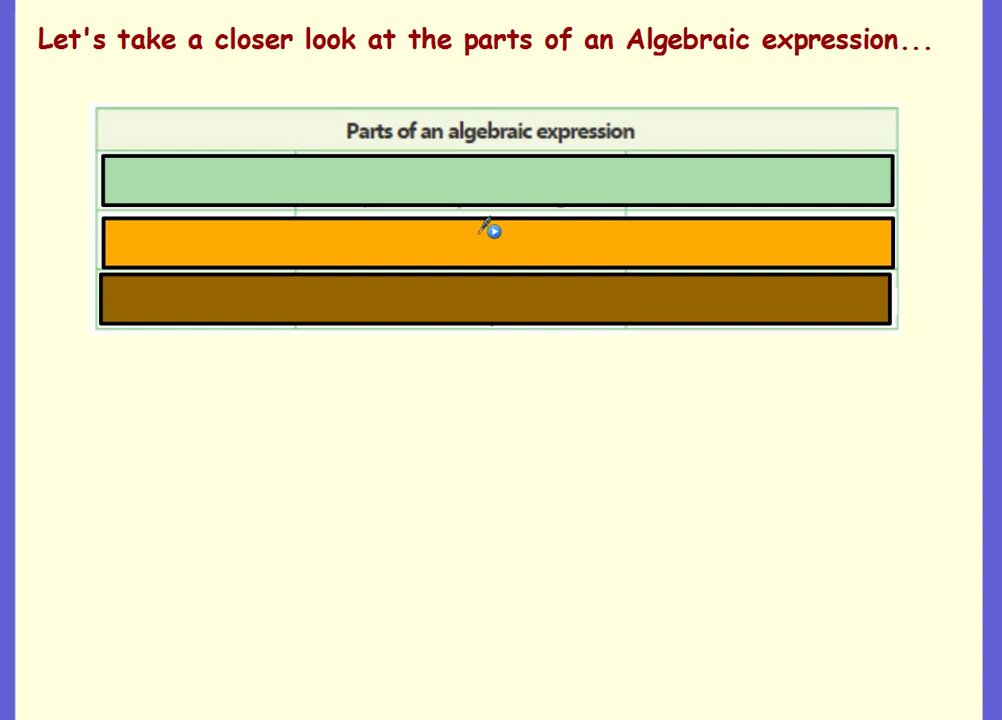 Let's take a closer look at the parts of an Algebraic expression...
Parts of an algebraic expression